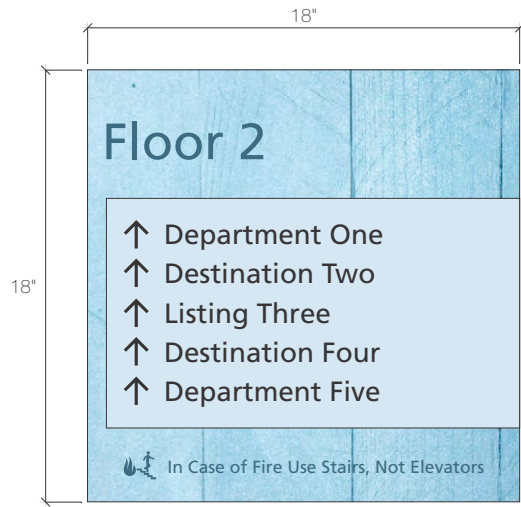 18"
Floor 2
↑ Department One
↑ Destination Two
↑ Listing Three
18"
↑ Destination Four
↑ Department Five
In Case of Fire Use Stairs, Not Elevators